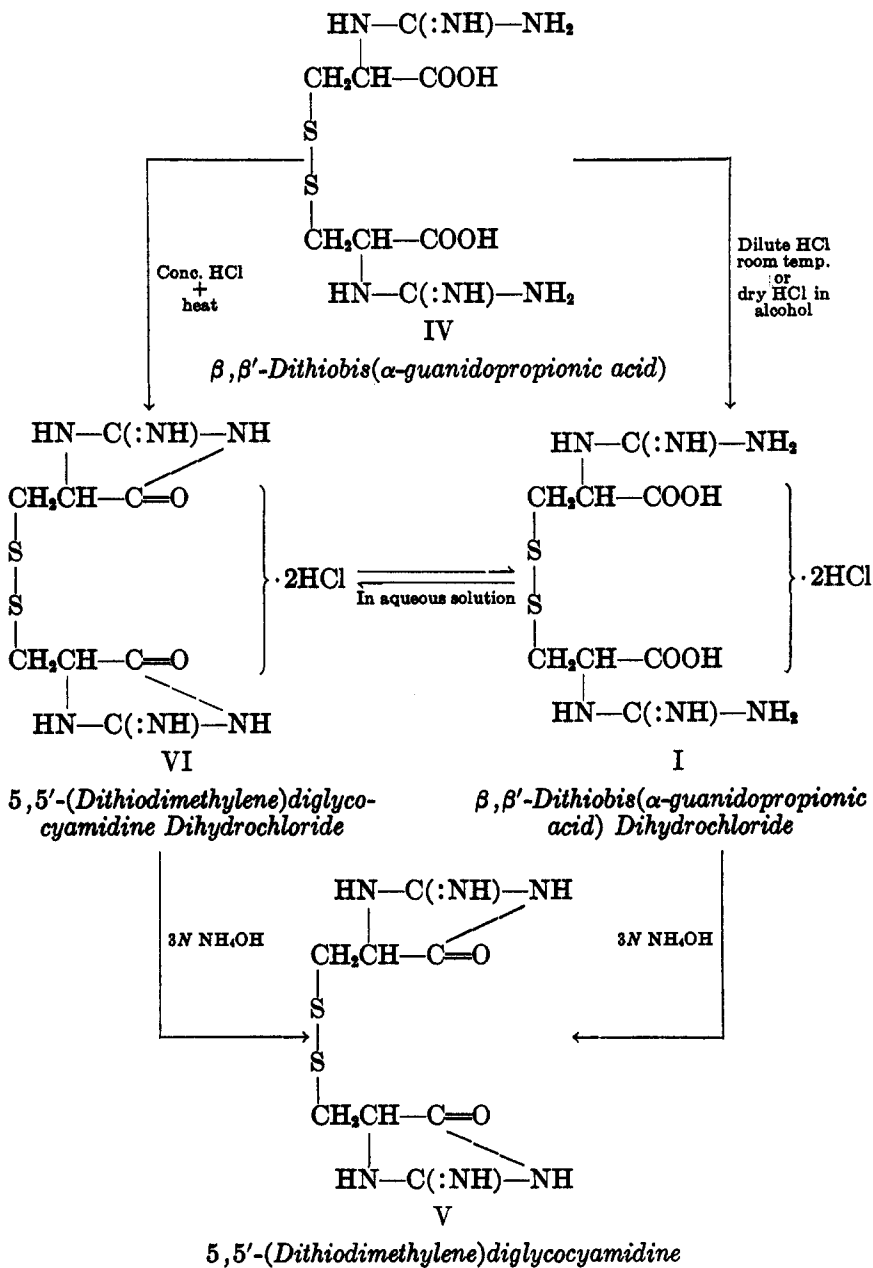 HN—C(:NH)—NH₂
CH₂CH—COOH
S
S
CH₂CH—COOH
HN—C(:NH)—NH₂
IV
β,β′-Dithiobis(α-guanidopropionic acid)
Conc. HCl
+
heat
Dilute HCl
room temp.
or
dry HCl in
alcohol
HN—C(:NH)—NH
CH₂CH—C=O
S
S
CH₂CH—C=O
HN—C(:NH)—NH
·2HCl
VI
5,5′-(Dithiodimethylene)diglyco-
cyamidine Dihydrochloride
In aqueous solution
HN—C(:NH)—NH₂
CH₂CH—COOH
S
S
CH₂CH—COOH
HN—C(:NH)—NH₂
·2HCl
I
β,β′-Dithiobis(α-guanidopropionic
acid) Dihydrochloride
3N NH₄OH
3N NH₄OH
HN—C(:NH)—NH
CH₂CH—C=O
S
S
CH₂CH—C=O
HN—C(:NH)—NH
V
5,5′-(Dithiodimethylene)diglycocyamidine